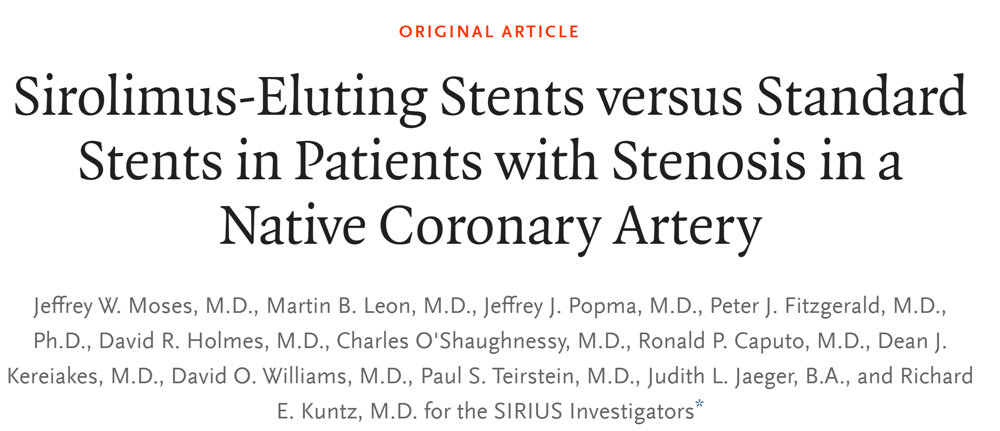 ORIGINAL ARTICLE
Sirolimus-Eluting Stents versus Standard
Stents in Patients with Stenosis in a
Native Coronary Artery
Jeffrey W. Moses, M.D., Martin B. Leon, M.D., Jeffrey J. Popma, M.D., Peter J. Fitzgerald, M.D.,
Ph.D., David R. Holmes, M.D., Charles O'Shaughnessy, M.D., Ronald P. Caputo, M.D., Dean J.
Kereiakes, M.D., David O. Williams, M.D., Paul S. Teirstein, M.D., Judith L. Jaeger, B.A., and Richard
E. Kuntz, M.D. for the SIRIUS Investigators*